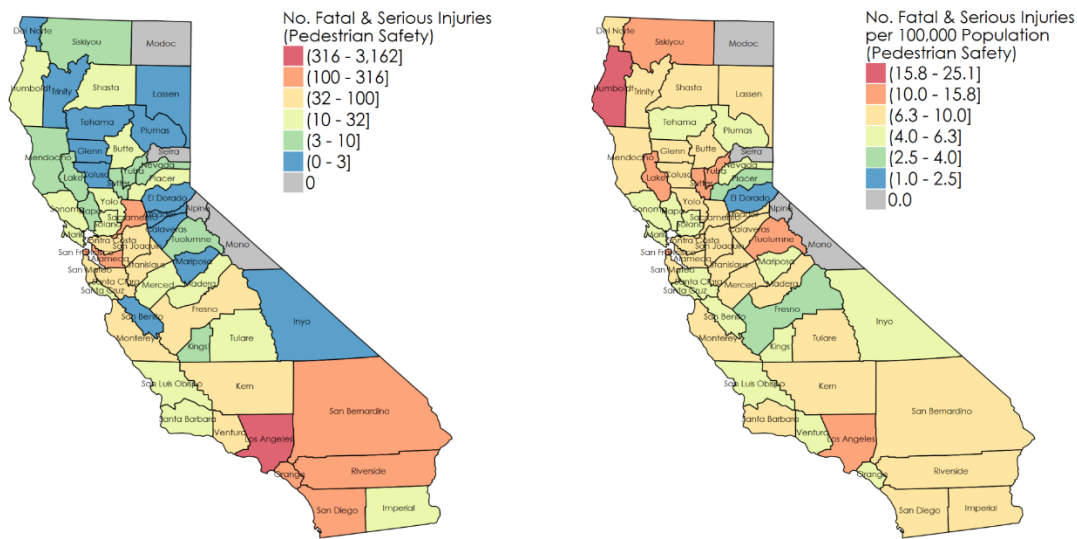 No. Fatal & Serious Injuries
(Pedestrian Safety)
(316 - 3,162]
(100 - 316]
(32 - 100]
(10 - 32]
(3 - 10]
(0 - 3]
0
Del Norte
Siskiyou
Modoc
Humboldt
Trinity
Shasta
Lassen
Tehama
Plumas
Mendocino
Glenn
Butte
Sierra
Lake
Colusa
Yuba
Nevada
Sutter
Placer
Sonoma
Napa
Yolo
El Dorado
Sacramento
Amador
Alpine
Marin
Solano
Calaveras
Mono
Contra Costa
San Joaquin
Tuolumne
San Francisco
Alameda
Stanislaus
Mariposa
San Mateo
Santa Clara
Merced
Madera
Santa Cruz
San Benito
Fresno
Inyo
Monterey
Kings
Tulare
San Luis Obispo
Kern
San Bernardino
Santa Barbara
Ventura
Los Angeles
Orange
Riverside
San Diego
Imperial
No. Fatal & Serious Injuries
per 100,000 Population
(Pedestrian Safety)
(15.8 - 25.1]
(10.0 - 15.8]
(6.3 - 10.0]
(4.0 - 6.3]
(2.5 - 4.0]
(1.0 - 2.5]
0.0
Del Norte
Siskiyou
Modoc
Humboldt
Trinity
Shasta
Lassen
Tehama
Plumas
Mendocino
Glenn
Butte
Sierra
Lake
Colusa
Yuba
Nevada
Sutter
Placer
Sonoma
Napa
Yolo
El Dorado
Sacramento
Amador
Alpine
Marin
Solano
Calaveras
Mono
Contra Costa
San Joaquin
Tuolumne
San Francisco
Alameda
Stanislaus
Mariposa
San Mateo
Santa Clara
Merced
Madera
Santa Cruz
San Benito
Fresno
Inyo
Monterey
Kings
Tulare
San Luis Obispo
Kern
San Bernardino
Santa Barbara
Ventura
Los Angeles
Orange
Riverside
San Diego
Imperial